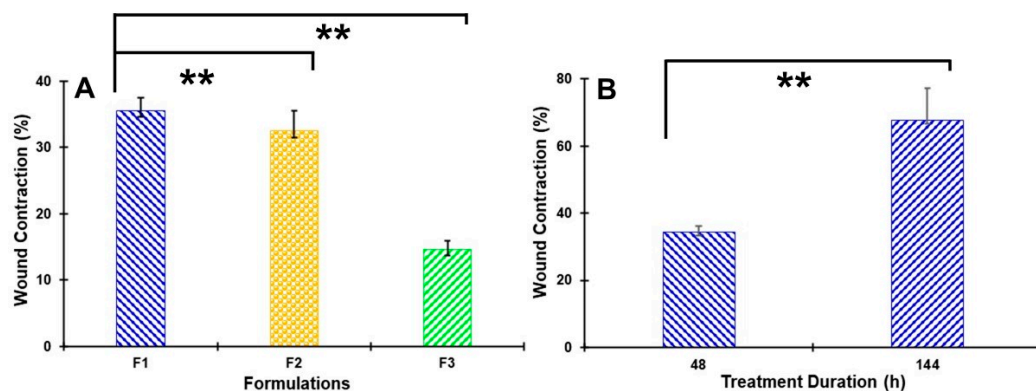 **
**
A
Wound Contraction (%)
40
30
20
10
0
F1 F2 F3
Formulations
B
**
Wound Contraction (%)
80
60
40
20
0
48 144
Treatment Duration (h)